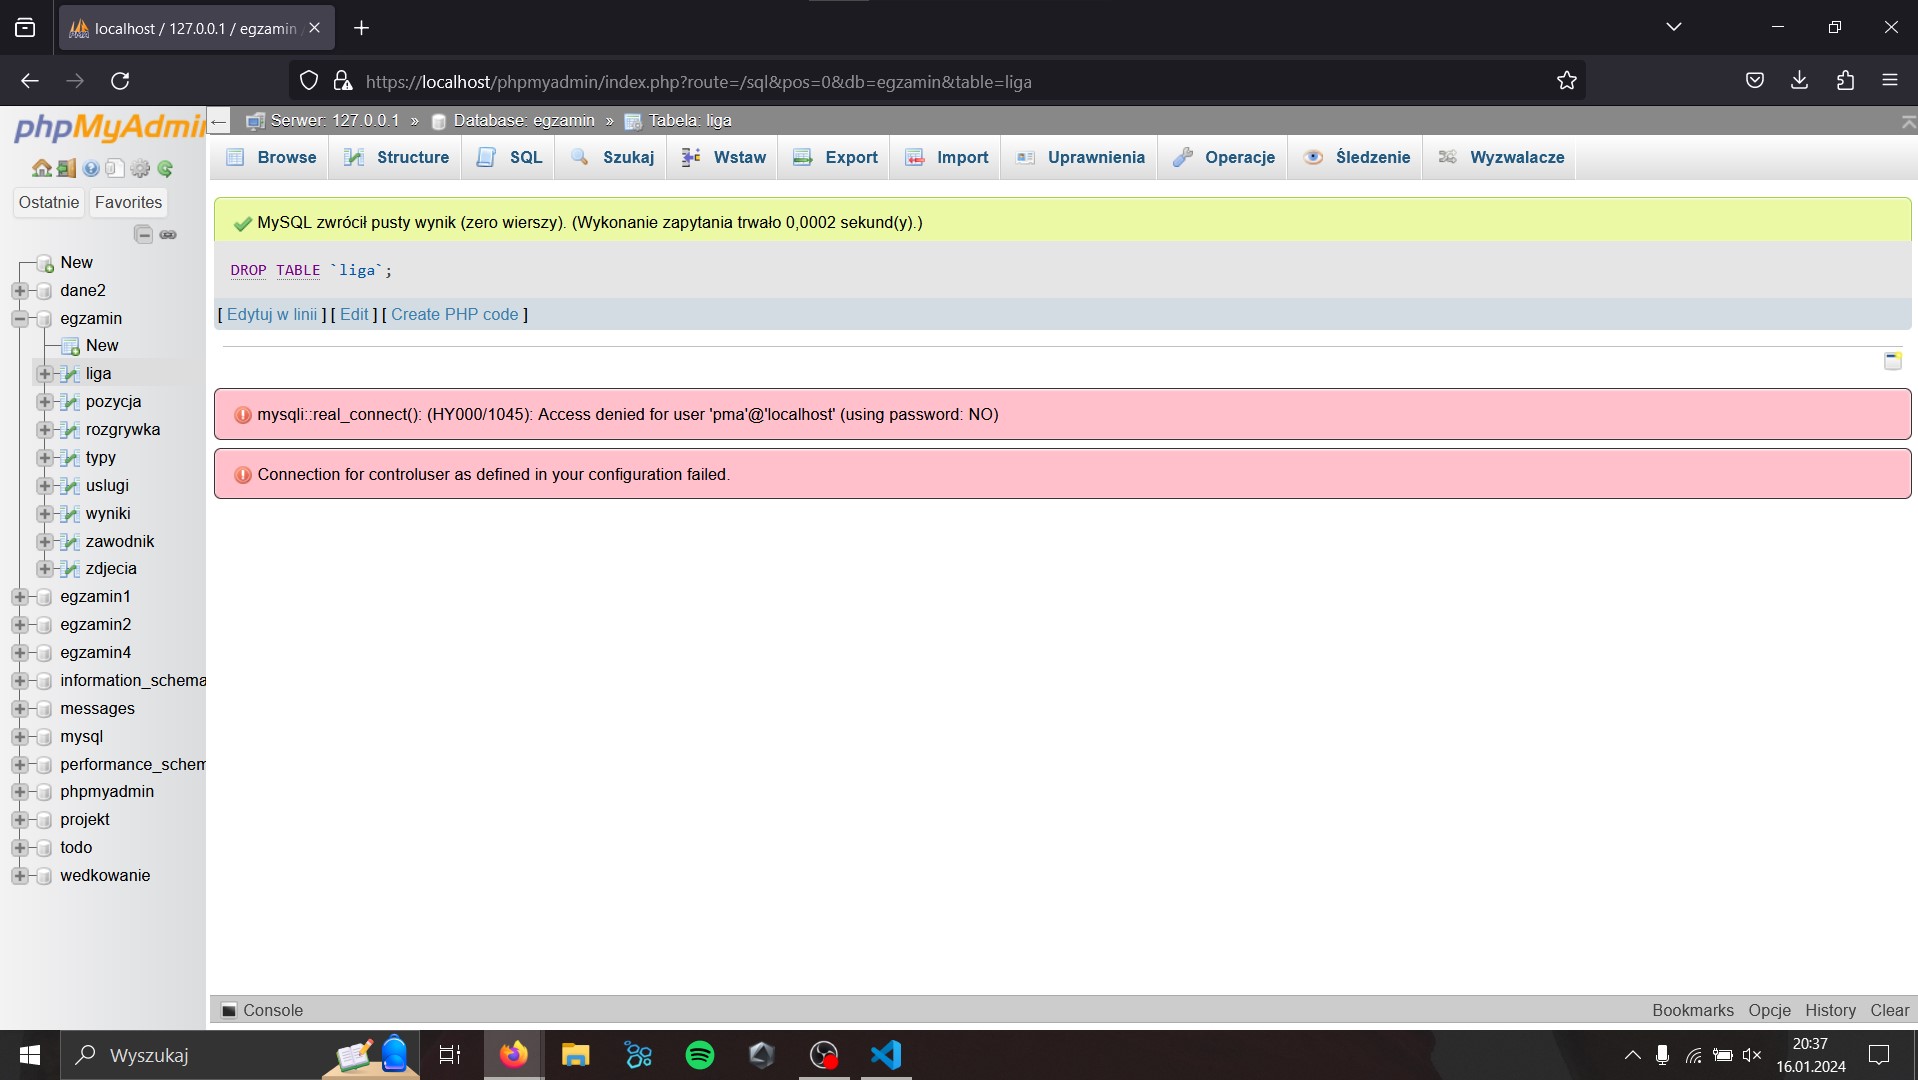 localhost / 127.0.0.1 / egzamin
https://localhost/phpmyadmin/index.php?route=/sql&pos=0&db=egzamin&table=liga
phpMyAdmin
Serwer: 127.0.0.1 » Database: egzamin » Tabela: liga
Browse Structure SQL Szukaj Wstaw Export Import Uprawnienia Operacje Śledzenie Wyzwalacze
Ostatnie Favorites
New
dane2
egzamin
New
liga
pozycja
rozgrywka
typy
uslugi
wyniki
zawodnik
zdjecia
egzamin1
egzamin2
egzamin4
information_schema
messages
mysql
performance_schem
phpmyadmin
projekt
todo
wedkowanie
MySQL zwrócił pusty wynik (zero wierszy). (Wykonanie zapytania trwało 0,0002 sekund(y).)
DROP TABLE `liga`;
[ Edytuj w linii ] [ Edit ] [ Create PHP code ]
mysqli::real_connect(): (HY000/1045): Access denied for user 'pma'@'localhost' (using password: NO)
Connection for controluser as defined in your configuration failed.
Console Bookmarks Opcje History Clear
Wyszukaj
20:37
16.01.2024